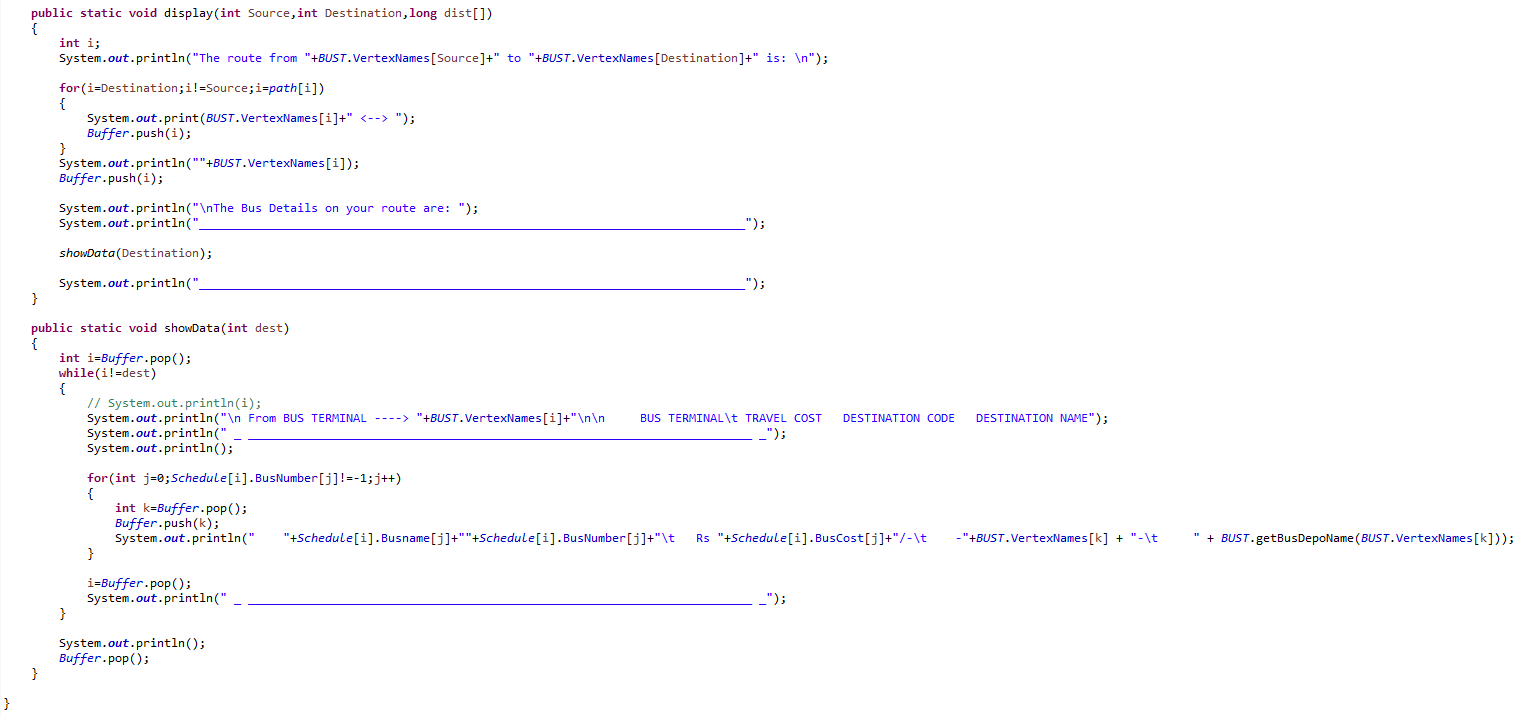 public static void display(int Source,int Destination,long dist[])
{
int i;
System.out.println("The route from "+BUST.VertexNames[Source]+" to "+BUST.VertexNames[Destination]+" is: \n");
for(i=Destination;i!=Source;i=path[i])
{
System.out.print(BUST.VertexNames[i]+" <--> ");
Buffer.push(i);
}
System.out.println(""+BUST.VertexNames[i]);
Buffer.push(i);
System.out.println("\nThe Bus Details on your route are: ");
System.out.println("______________________________________________________________________________");
showData(Destination);
System.out.println("______________________________________________________________________________");
}
public static void showData(int dest)
{
int i=Buffer.pop();
while(i!=dest)
{
// System.out.println(i);
System.out.println("\n From BUS TERMINAL ----> "+BUST.VertexNames[i]+"\n\n     BUS TERMINAL\t TRAVEL COST   DESTINATION CODE   DESTINATION NAME");
System.out.println(" _ ________________________________________________________________________ _");
System.out.println();
for(int j=0;Schedule[i].BusNumber[j]!=-1;j++)
{
int k=Buffer.pop();
Buffer.push(k);
System.out.println("    "+Schedule[i].Busname[j]+""+Schedule[i].BusNumber[j]+"\t   Rs "+Schedule[i].BusCost[j]+"/-\t    -"+BUST.VertexNames[k] + "-\t     " + BUST.getBusDepoName(BUST.VertexNames[k]));
}
i=Buffer.pop();
System.out.println(" _ ________________________________________________________________________ _");
}
System.out.println();
Buffer.pop();
}
}